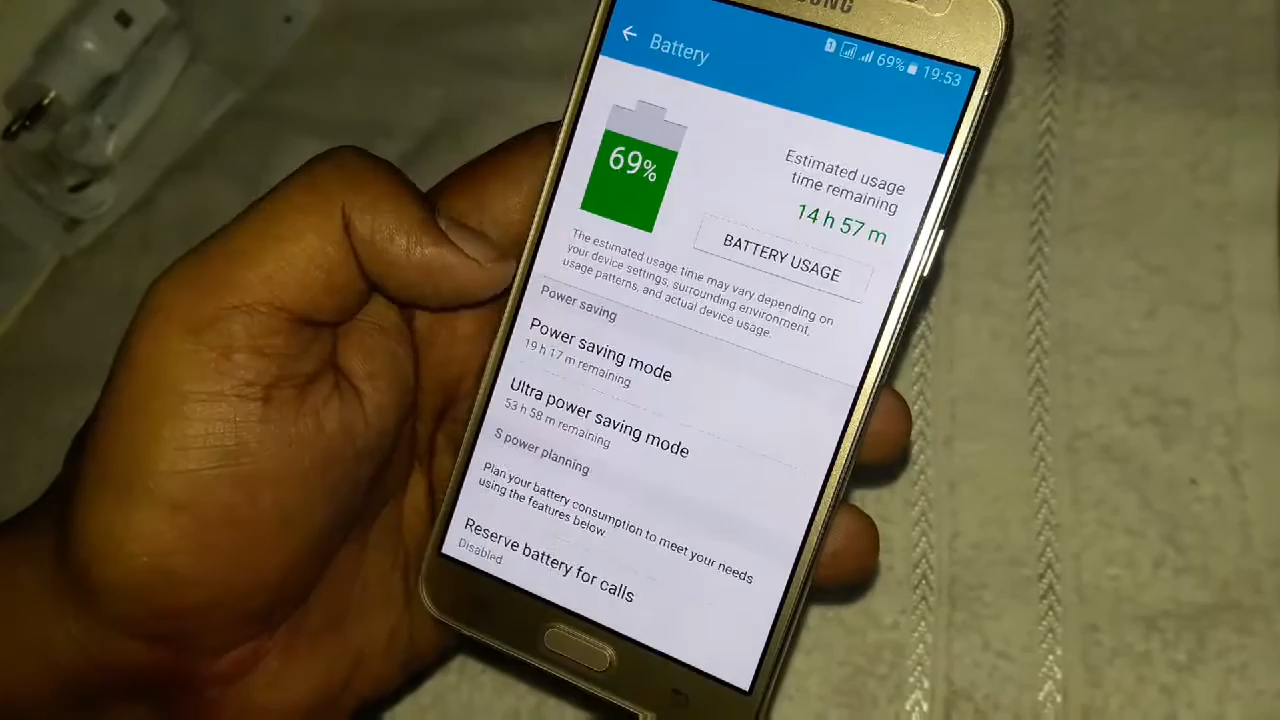 Battery
69% 19:53
69%
Estimated usage
time remaining
14 h 57 m
BATTERY USAGE
The estimated usage time may vary depending on
your device settings, surrounding environment,
usage patterns, and actual device usage.
Power saving
Power saving mode
19 h 17 m remaining
Ultra power saving mode
53 h 58 m remaining
S power planning
Plan your battery consumption to meet your needs
using the features below.
Reserve battery for calls
Disabled